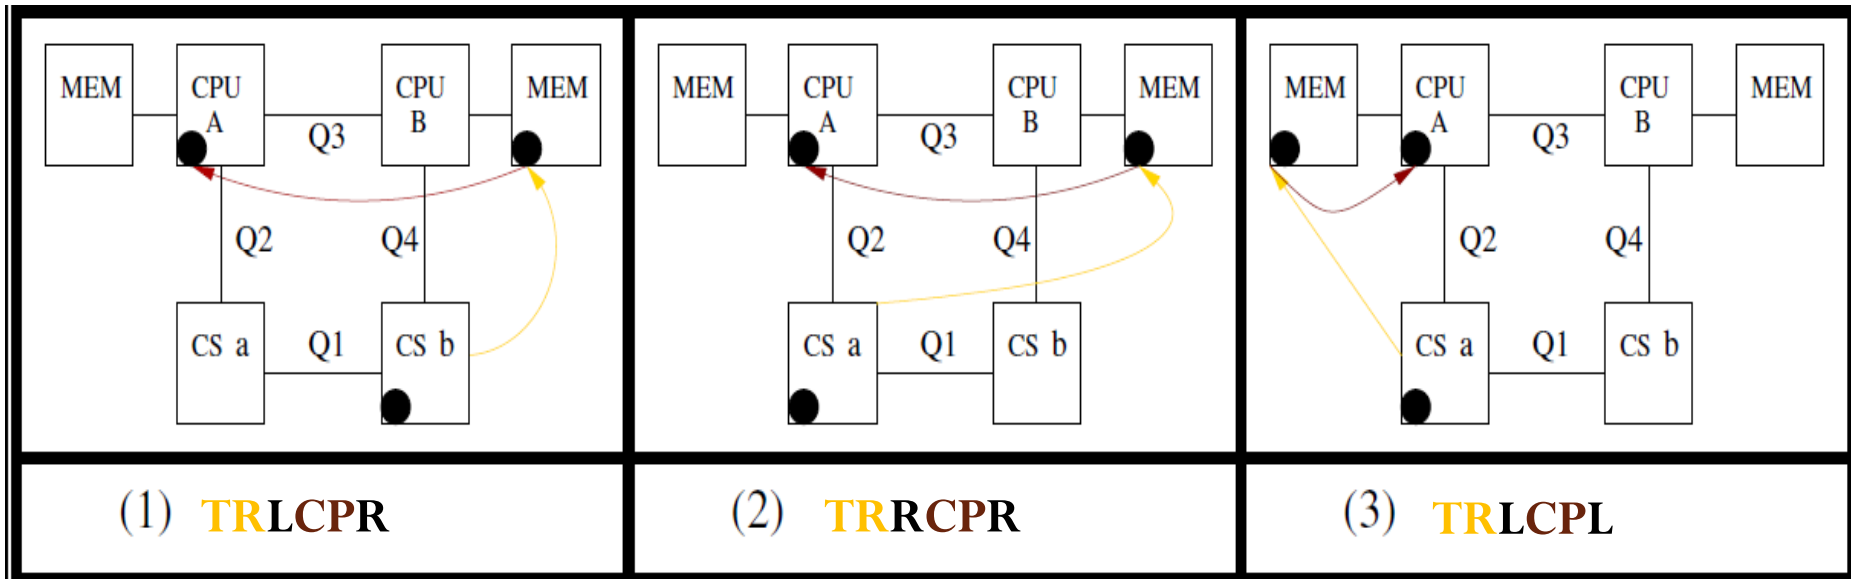 MEM CPU A Q3 CPU B MEM
Q2 Q4
CS a Q1 CS b
(1) TRLCPR
MEM CPU A Q3 CPU B MEM
Q2 Q4
CS a Q1 CS b
(2) TRRCPR
MEM CPU A Q3 CPU B MEM
Q2 Q4
CS a Q1 CS b
(3) TRLCPL